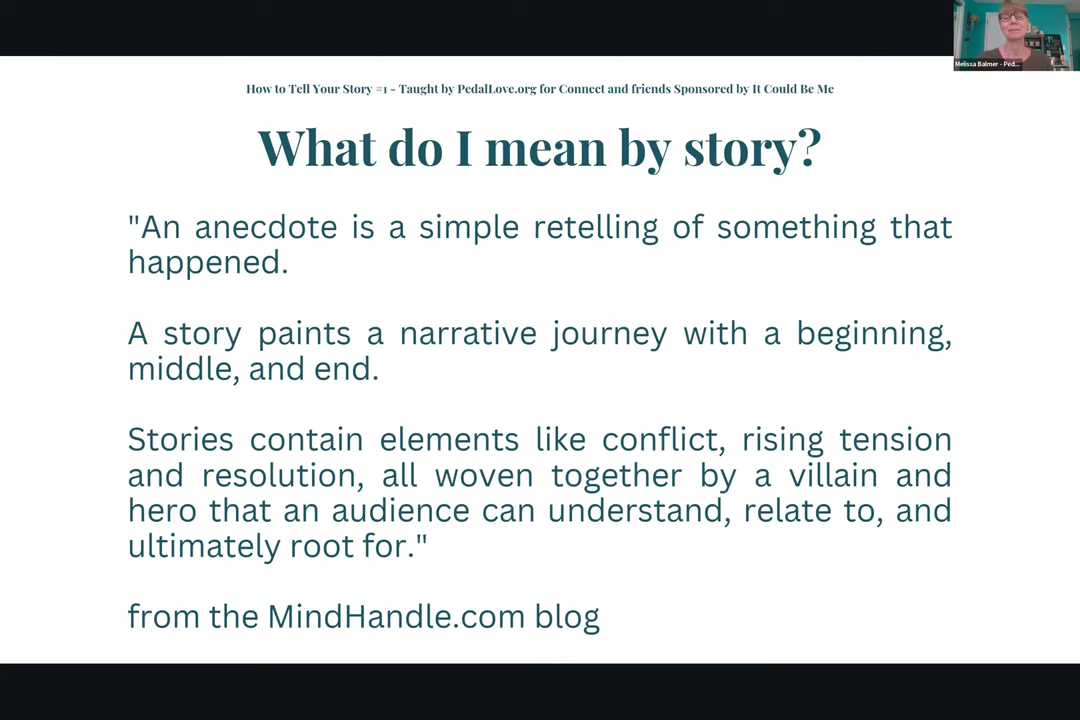 Melissa Balmer - Ped...
How to Tell Your Story #1 - Taught by PedalLove.org for Connect and friends Sponsored by It Could Be Me
What do I mean by story?
"An anecdote is a simple retelling of something that
happened.
A story paints a narrative journey with a beginning,
middle, and end.
Stories contain elements like conflict, rising tension
and resolution, all woven together by a villain and
hero that an audience can understand, relate to, and
ultimately root for."
from the MindHandle.com blog